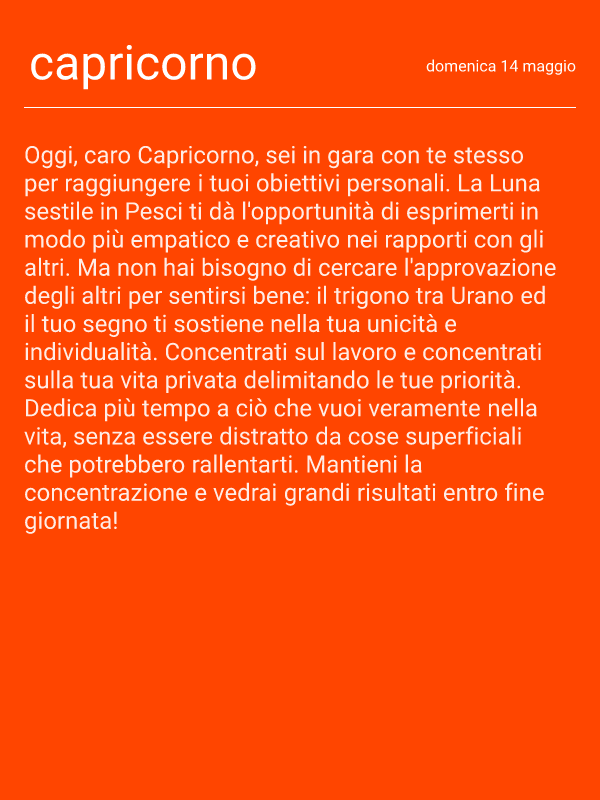 capricorno
domenica 14 maggio
Oggi, caro Capricorno, sei in gara con te stesso
per raggiungere i tuoi obiettivi personali. La Luna
sestile in Pesci ti dà l'opportunità di esprimerti in
modo più empatico e creativo nei rapporti con gli
altri. Ma non hai bisogno di cercare l'approvazione
degli altri per sentirsi bene: il trigono tra Urano ed
il tuo segno ti sostiene nella tua unicità e
individualità. Concentrati sul lavoro e concentrati
sulla tua vita privata delimitando le tue priorità.
Dedica più tempo a ciò che vuoi veramente nella
vita, senza essere distratto da cose superficiali
che potrebbero rallentarti. Mantieni la
concentrazione e vedrai grandi risultati entro fine
giornata!